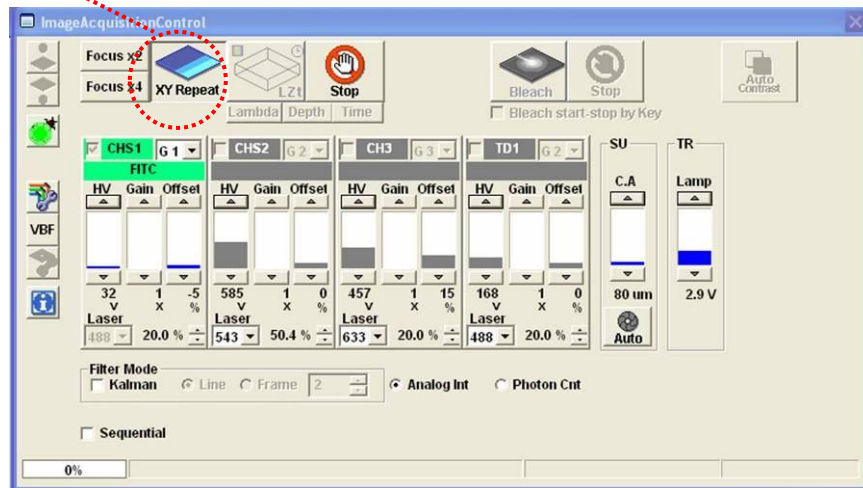 ImageAcquisitionControl
Focus x2
Focus x4
XY Repeat
LZt
Stop
Bleach
Stop
Auto
Contrast
Lambda Depth Time
Bleach start-stop by Key
CHS1 G 1 CHS2 G 2 CH3 G 3 TD1 G 2 SU TR
FITC
HV Gain Offset HV Gain Offset HV Gain Offset HV Gain Offset C.A Lamp
VBF
32 1 -5 585 1 0 457 1 15 168 1 0 80 um 2.9 V
V X % V X % V X % V X %
Laser Laser Laser Laser
488 20.0 % 543 50.4 % 633 20.0 % 488 20.0 % Auto
Filter Mode
Kalman Line Frame 2 Analog Int Photon Cnt
Sequential
0%